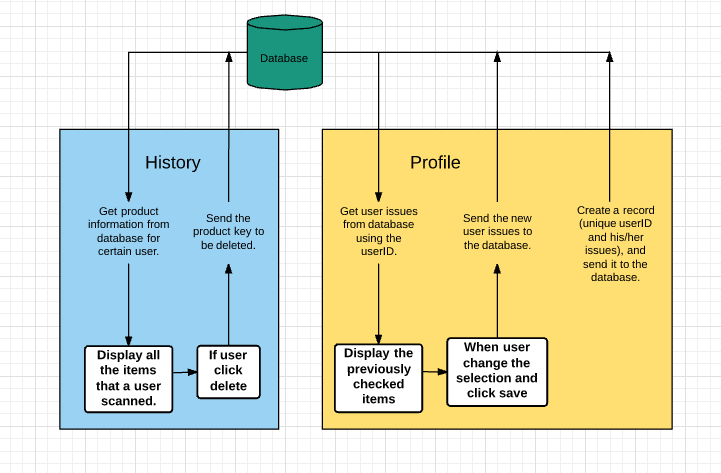 Database
History
Get product
information from
database for
certain user.
Send the
product key to
be deleted.
Display all
the items
that a user
scanned.
If user
click
delete
Profile
Get user issues
from database
using the
userID.
Send the new
user issues to
the database.
Create a record
(unique userID
and his/her
issues), and
send it to the
database.
Display the
previously
checked
items
When user
change the
selection and
click save